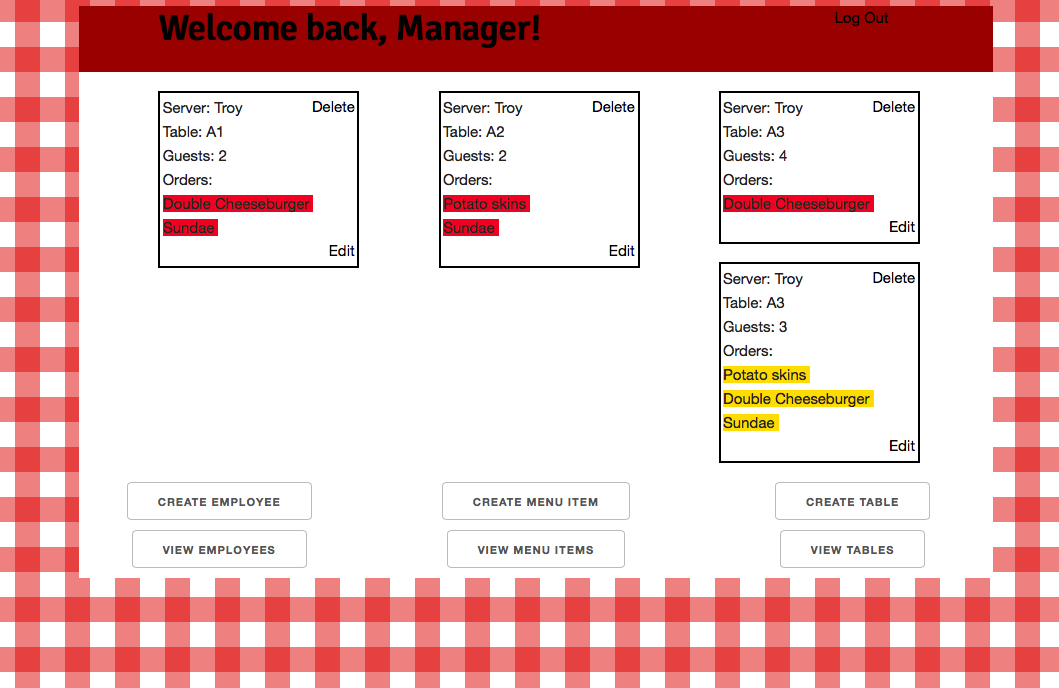 Welcome back, Manager!
Log Out
Server: Troy
Delete
Table: A1
Guests: 2
Orders:
Double Cheeseburger
Sundae
Edit
Server: Troy
Delete
Table: A2
Guests: 2
Orders:
Potato skins
Sundae
Edit
Server: Troy
Delete
Table: A3
Guests: 4
Orders:
Double Cheeseburger
Edit
Server: Troy
Delete
Table: A3
Guests: 3
Orders:
Potato skins
Double Cheeseburger
Sundae
Edit
CREATE EMPLOYEE
CREATE MENU ITEM
CREATE TABLE
VIEW EMPLOYEES
VIEW MENU ITEMS
VIEW TABLES